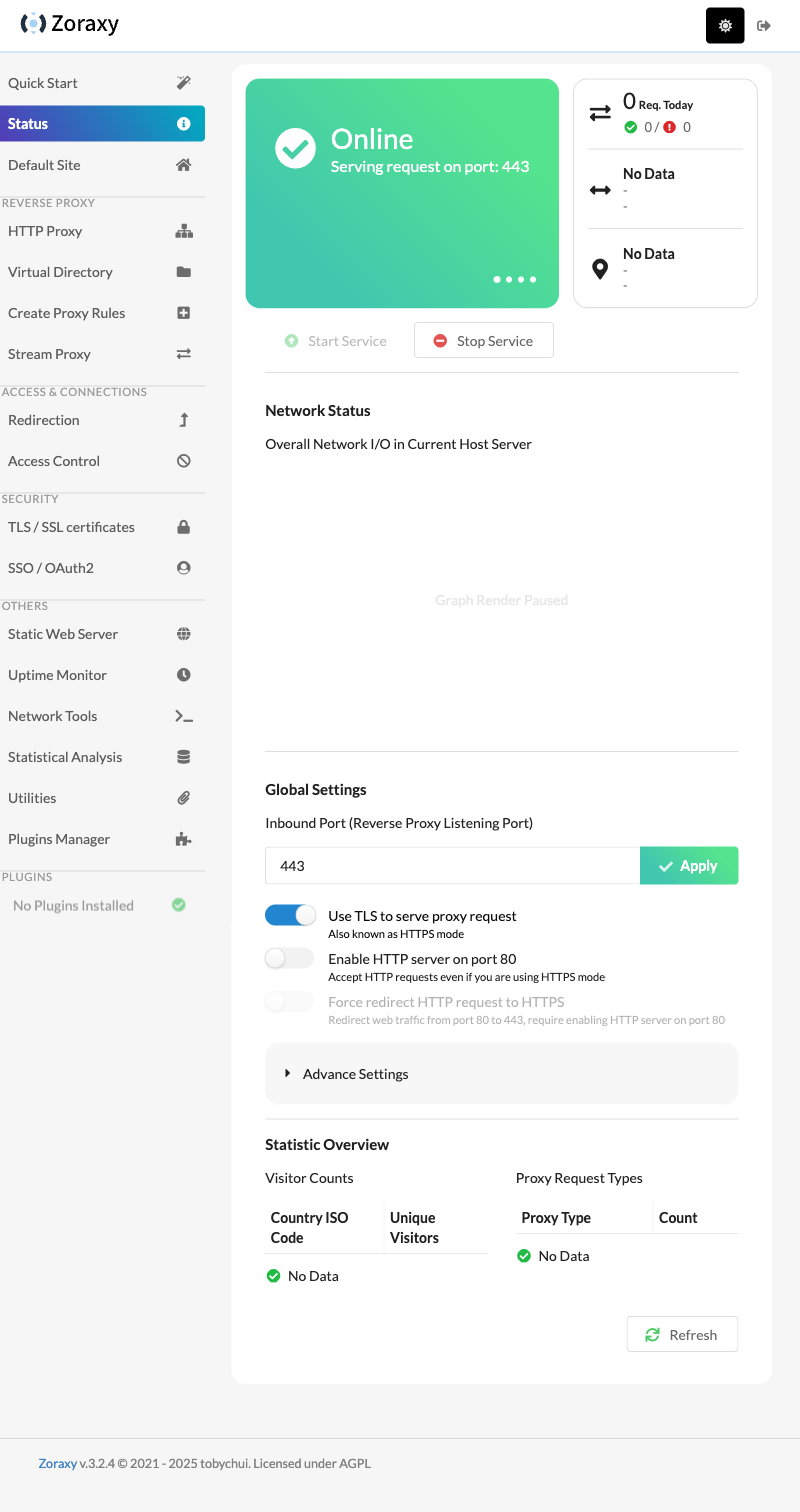 Zoraxy
Quick Start
Status
Default Site
REVERSE PROXY
HTTP Proxy
Virtual Directory
Create Proxy Rules
Stream Proxy
ACCESS & CONNECTIONS
Redirection
Access Control
SECURITY
TLS / SSL certificates
SSO / OAuth2
OTHERS
Static Web Server
Uptime Monitor
Network Tools
Statistical Analysis
Utilities
Plugins Manager
PLUGINS
No Plugins Installed
Online
Serving request on port: 443
0 Req. Today
0 / 0
No Data
-
-
No Data
-
-
Start Service
Stop Service
Network Status
Overall Network I/O in Current Host Server
Graph Render Paused
Global Settings
Inbound Port (Reverse Proxy Listening Port)
443
Apply
Use TLS to serve proxy request
Also known as HTTPS mode
Enable HTTP server on port 80
Accept HTTP requests even if you are using HTTPS mode
Force redirect HTTP request to HTTPS
Redirect web traffic from port 80 to 443, require enabling HTTP server on port 80
Advance Settings
Statistic Overview
Visitor Counts
Country ISO
Code
Unique
Visitors
No Data
Proxy Request Types
Proxy Type
Count
No Data
Refresh
Zoraxy v.3.2.4 © 2021 - 2025 tobychui. Licensed under AGPL